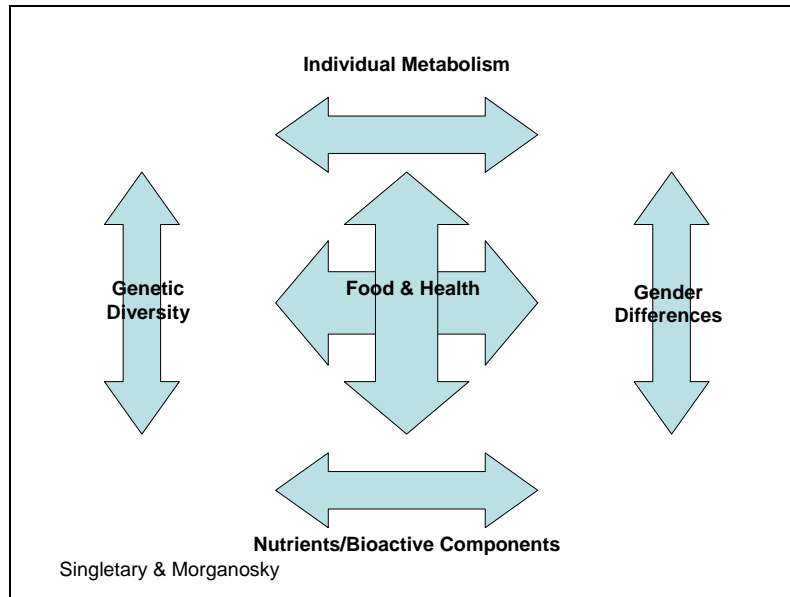 Individual Metabolism
Genetic
Diversity
Food & Health
Gender
Differences
Nutrients/Bioactive Components
Singletary & Morganosky